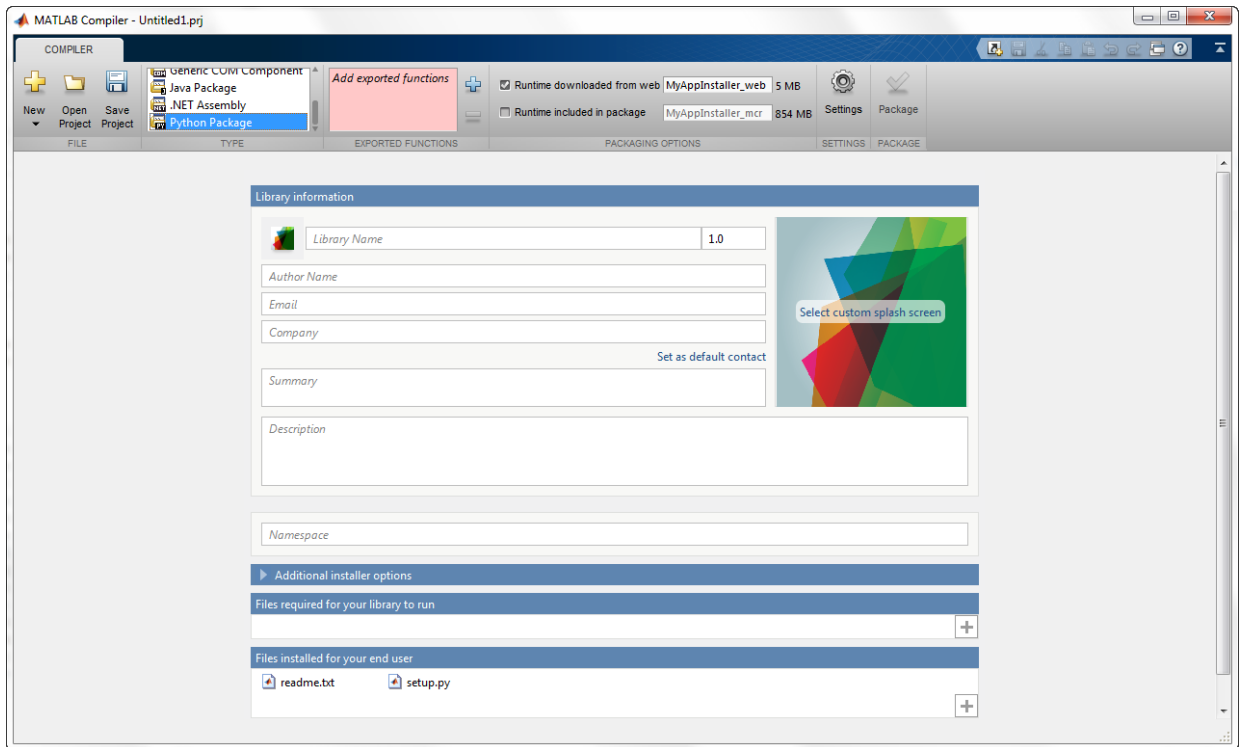 MATLAB Compiler - Untitled1.prj
COMPILER
New
Open Project
Save Project
FILE
Generic COM Component
Java Package
.NET Assembly
Python Package
TYPE
Add exported functions
EXPORTED FUNCTIONS
Runtime downloaded from web MyAppInstaller_web 5 MB
Runtime included in package MyAppInstaller_mcr 854 MB
PACKAGING OPTIONS
Settings
SETTINGS
Package
PACKAGE
Library information
Library Name 1.0
Author Name
Email
Company
Set as default contact
Summary
Select custom splash screen
Description
Namespace
Additional installer options
Files required for your library to run
Files installed for your end user
readme.txt setup.py